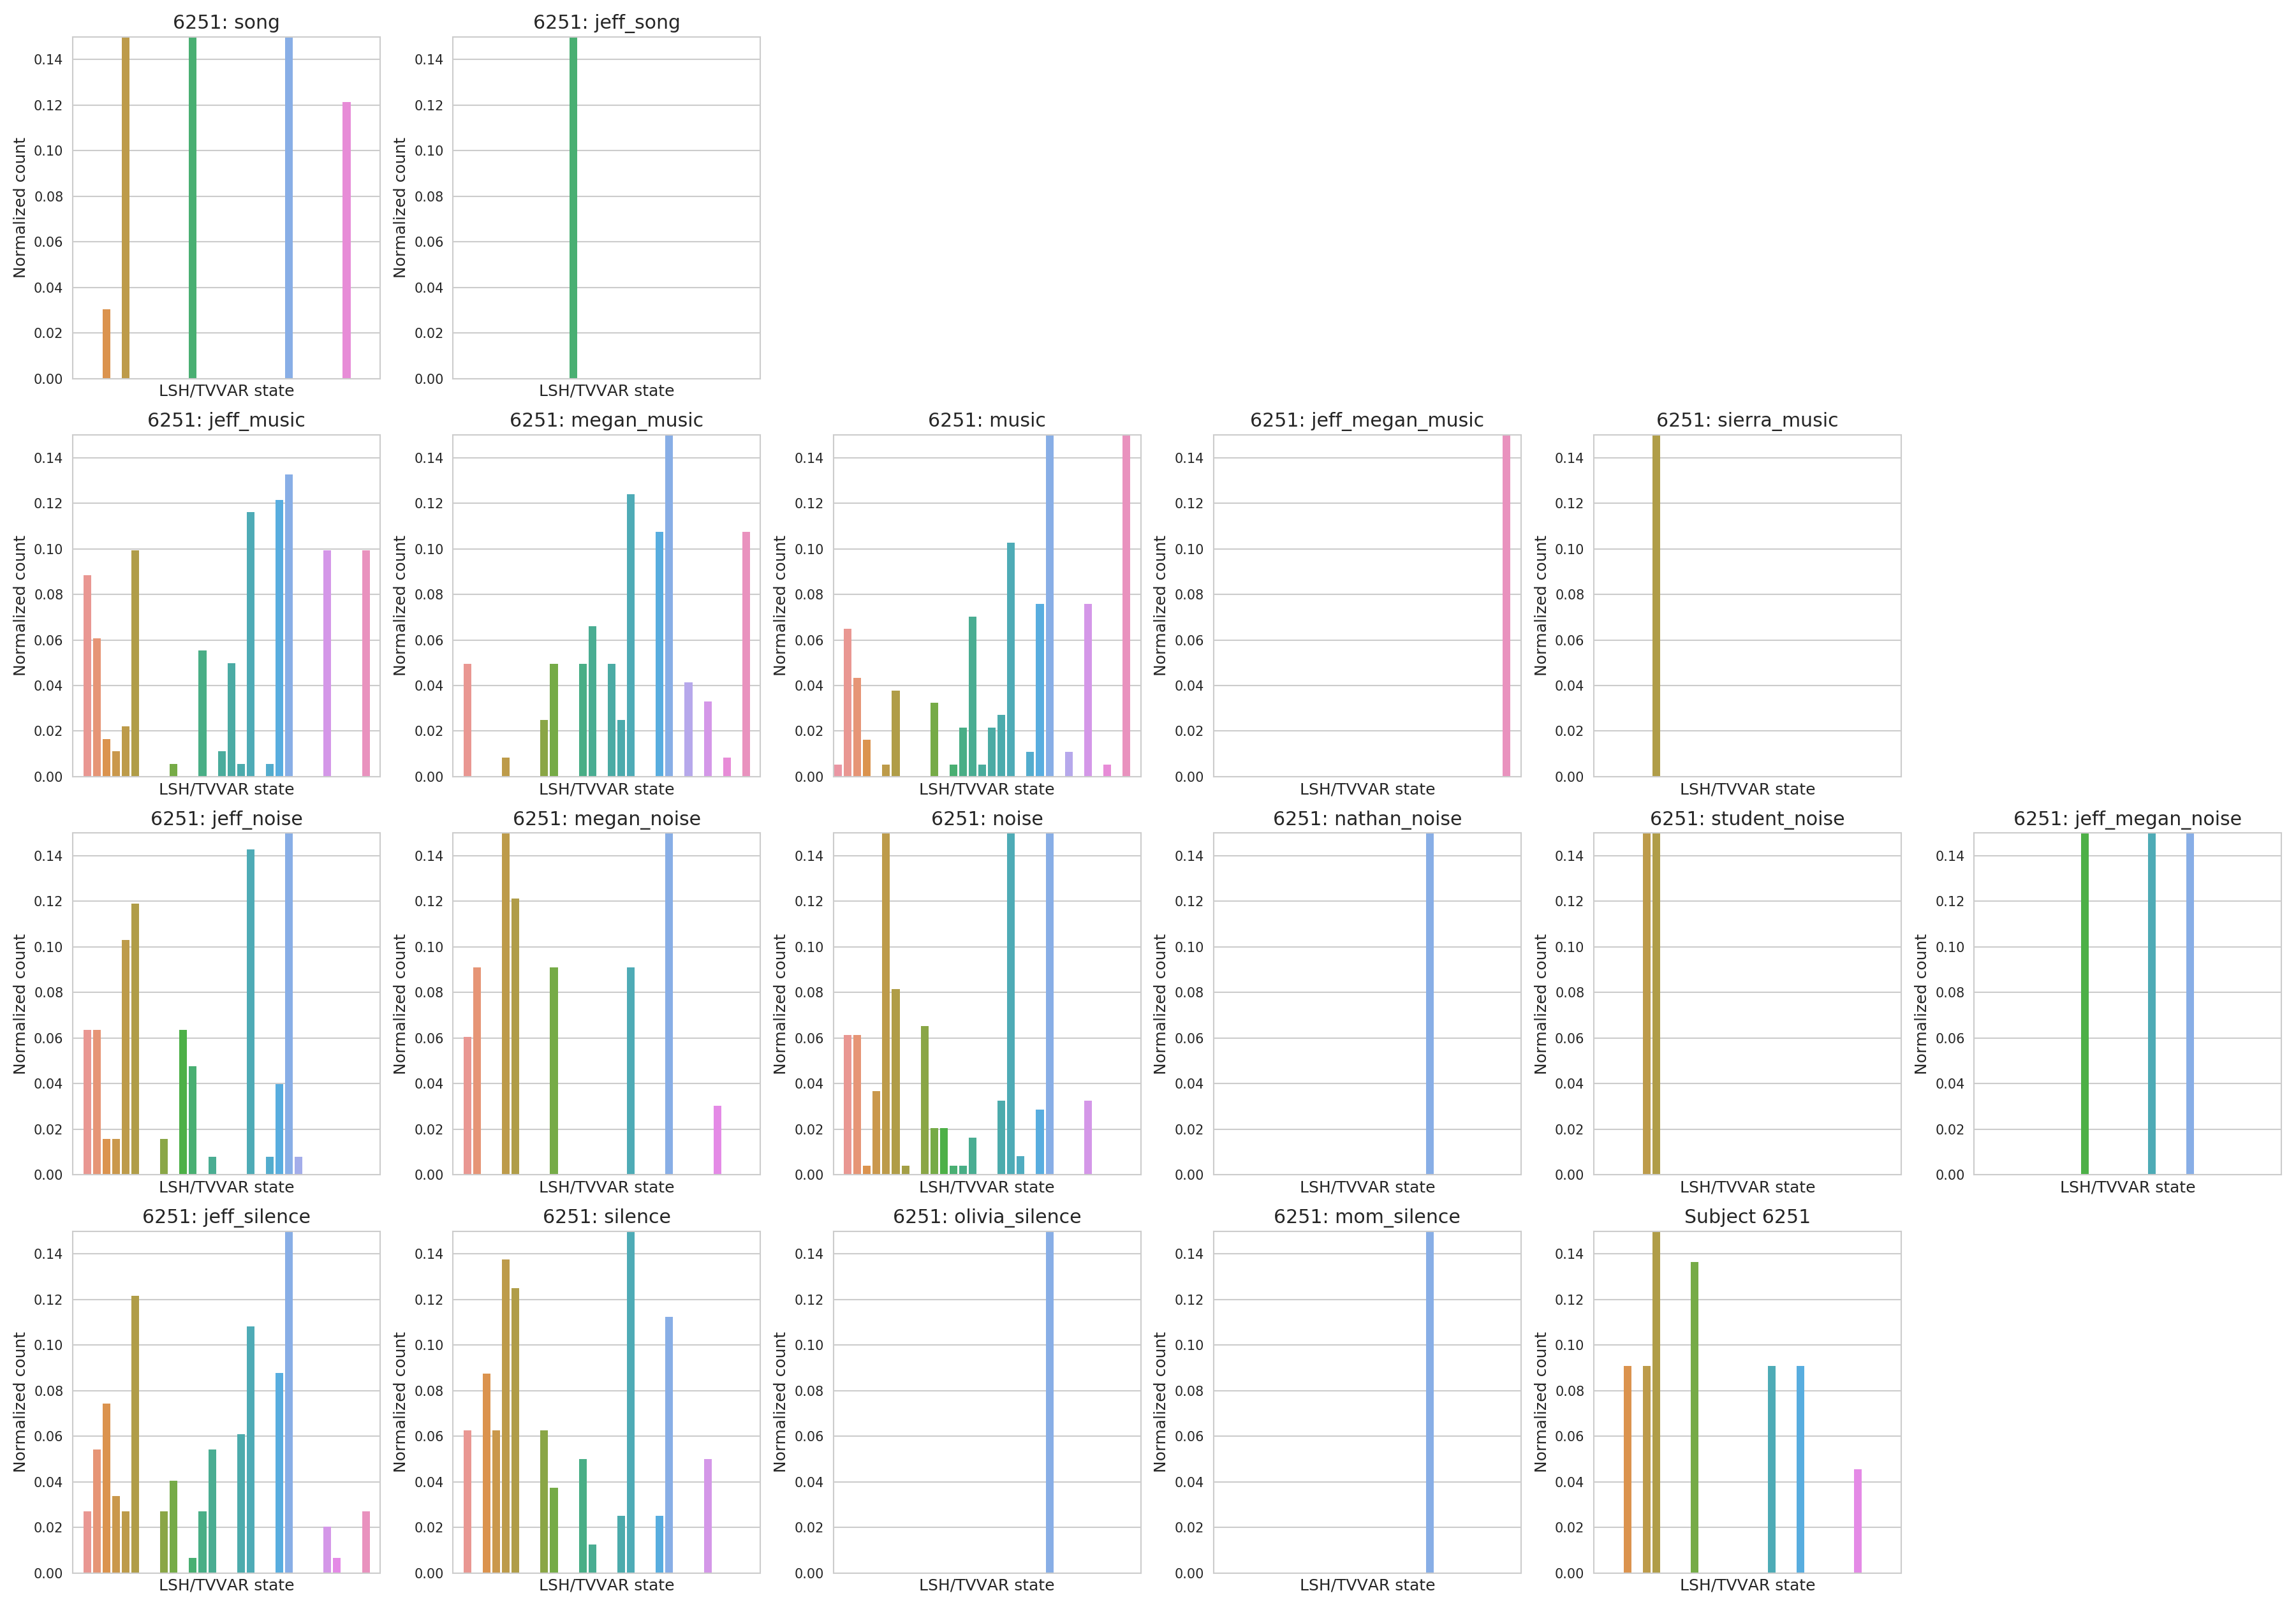 6251: song
0.14
0.12
0.10
0.08
0.06
0.04
0.02
0.00
Normalized count
LSH/TVVAR state
6251: jeff_song
0.14
0.12
0.10
0.08
0.06
0.04
0.02
0.00
Normalized count
LSH/TVVAR state
6251: jeff_music
0.14
0.12
0.10
0.08
0.06
0.04
0.02
0.00
Normalized count
LSH/TVVAR state
6251: megan_music
0.14
0.12
0.10
0.08
0.06
0.04
0.02
0.00
Normalized count
LSH/TVVAR state
6251: music
0.14
0.12
0.10
0.08
0.06
0.04
0.02
0.00
Normalized count
LSH/TVVAR state
6251: jeff_megan_music
0.14
0.12
0.10
0.08
0.06
0.04
0.02
0.00
Normalized count
LSH/TVVAR state
6251: sierra_music
0.14
0.12
0.10
0.08
0.06
0.04
0.02
0.00
Normalized count
LSH/TVVAR state
6251: jeff_noise
0.14
0.12
0.10
0.08
0.06
0.04
0.02
0.00
Normalized count
LSH/TVVAR state
6251: megan_noise
0.14
0.12
0.10
0.08
0.06
0.04
0.02
0.00
Normalized count
LSH/TVVAR state
6251: noise
0.14
0.12
0.10
0.08
0.06
0.04
0.02
0.00
Normalized count
LSH/TVVAR state
6251: nathan_noise
0.14
0.12
0.10
0.08
0.06
0.04
0.02
0.00
Normalized count
LSH/TVVAR state
6251: student_noise
0.14
0.12
0.10
0.08
0.06
0.04
0.02
0.00
Normalized count
LSH/TVVAR state
6251: jeff_megan_noise
0.14
0.12
0.10
0.08
0.06
0.04
0.02
0.00
Normalized count
LSH/TVVAR state
6251: jeff_silence
0.14
0.12
0.10
0.08
0.06
0.04
0.02
0.00
Normalized count
LSH/TVVAR state
6251: silence
0.14
0.12
0.10
0.08
0.06
0.04
0.02
0.00
Normalized count
LSH/TVVAR state
6251: olivia_silence
0.14
0.12
0.10
0.08
0.06
0.04
0.02
0.00
Normalized count
LSH/TVVAR state
6251: mom_silence
0.14
0.12
0.10
0.08
0.06
0.04
0.02
0.00
Normalized count
LSH/TVVAR state
Subject 6251
0.14
0.12
0.10
0.08
0.06
0.04
0.02
0.00
Normalized count
LSH/TVVAR state